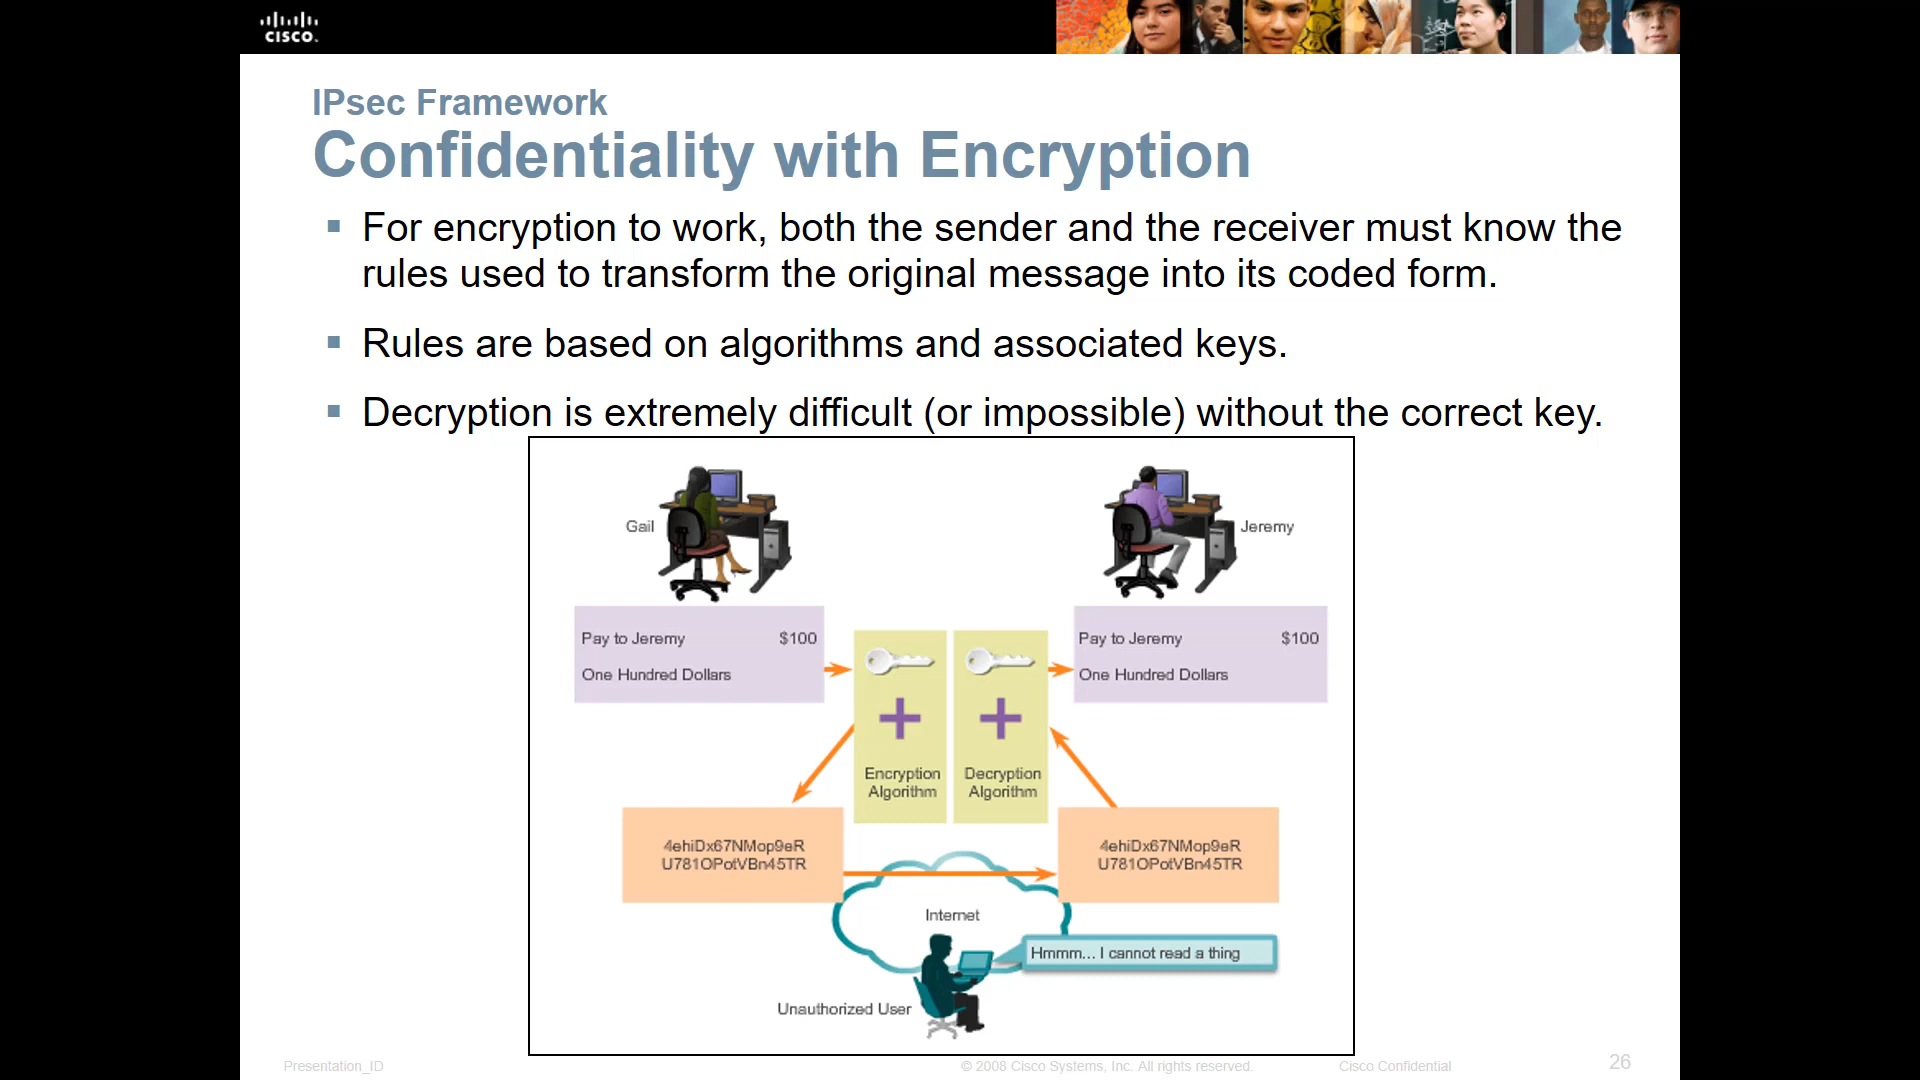 CISCO.
IPsec Framework
Confidentiality with Encryption
For encryption to work, both the sender and the receiver must know the
rules used to transform the original message into its coded form.
Rules are based on algorithms and associated keys.
Decryption is extremely difficult (or impossible) without the correct key.
Gail
Jeremy
Pay to Jeremy $100
One Hundred Dollars
Encryption
Algorithm
Decryption
Algorithm
Pay to Jeremy $100
One Hundred Dollars
4ehiDx67NMop9eR
U781OPotVBn45TR
4ehiDx67NMop9eR
U781OPotVBn45TR
Internet
Hmmm... I cannot read a thing
Unauthorized User
Presentation_ID
© 2008 Cisco Systems, Inc. All rights reserved.
Cisco Confidential
26